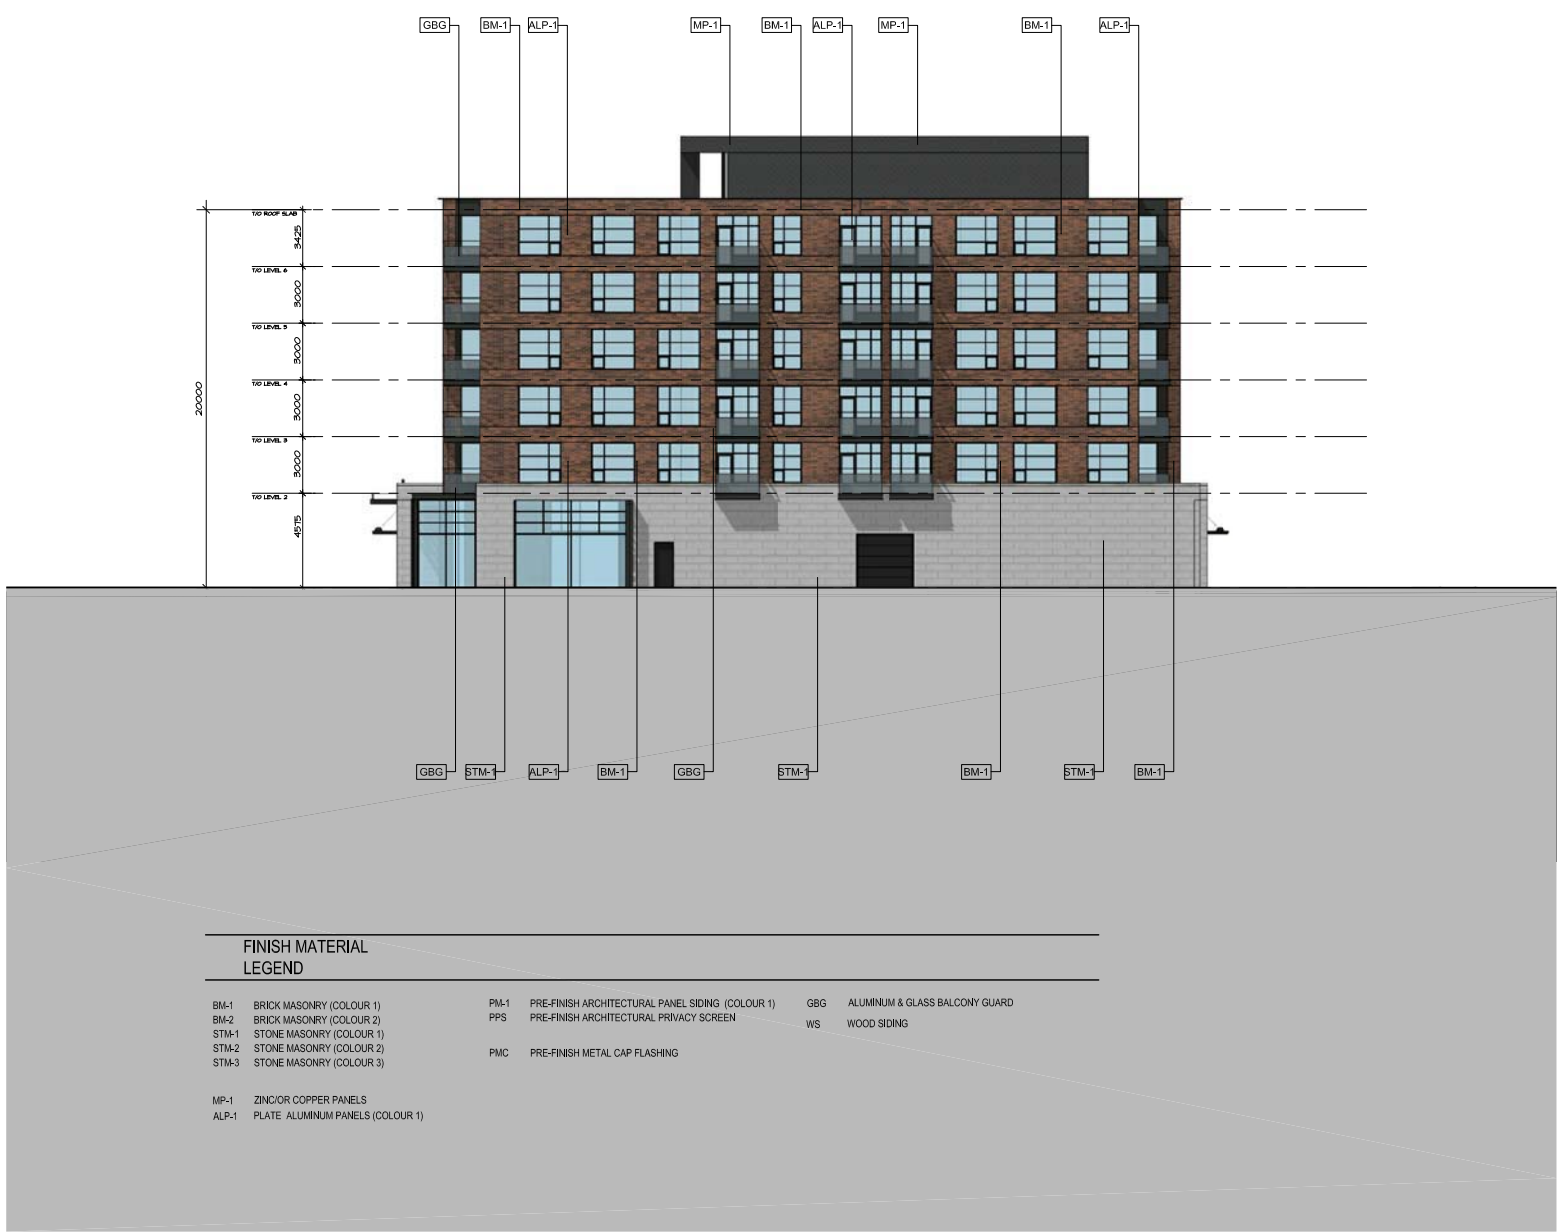 GBG BM-1 ALP-1 MP-1 BM-1 ALP-1 MP-1 BM-1 ALP-1
T/O ROOF SLAB
3425
T/O LEVEL 6
3000
T/O LEVEL 5
3000
T/O LEVEL 4
20000
3000
T/O LEVEL 3
3000
T/O LEVEL 2
4575
GBG STM-1 ALP-1 BM-1 GBG STM-1 BM-1 STM-1 BM-1
FINISH MATERIAL
LEGEND
BM-1 BRICK MASONRY (COLOUR 1)
BM-2 BRICK MASONRY (COLOUR 2)
STM-1 STONE MASONRY (COLOUR 1)
STM-2 STONE MASONRY (COLOUR 2)
STM-3 STONE MASONRY (COLOUR 3)
MP-1 ZINC/OR COPPER PANELS
ALP-1 PLATE ALUMINUM PANELS (COLOUR 1)
PM-1 PRE-FINISH ARCHITECTURAL PANEL SIDING (COLOUR 1)
PPS PRE-FINISH ARCHITECTURAL PRIVACY SCREEN
PMC PRE-FINISH METAL CAP FLASHING
GBG ALUMINUM & GLASS BALCONY GUARD
WS WOOD SIDING